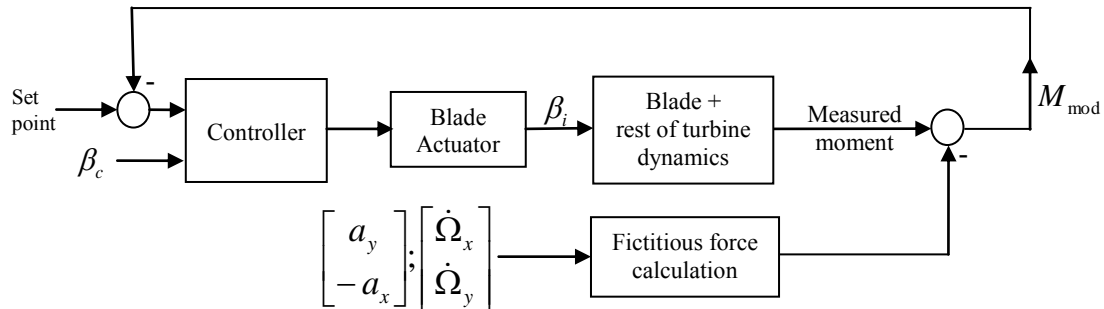 -
Set
point
Controller
Blade
Actuator
β_i
Blade +
rest of turbine
dynamics
Measured
moment
M_mod
-
β_c
[a_y; -a_x] ; [Ω̇_x; Ω̇_y]
Fictitious force
calculation